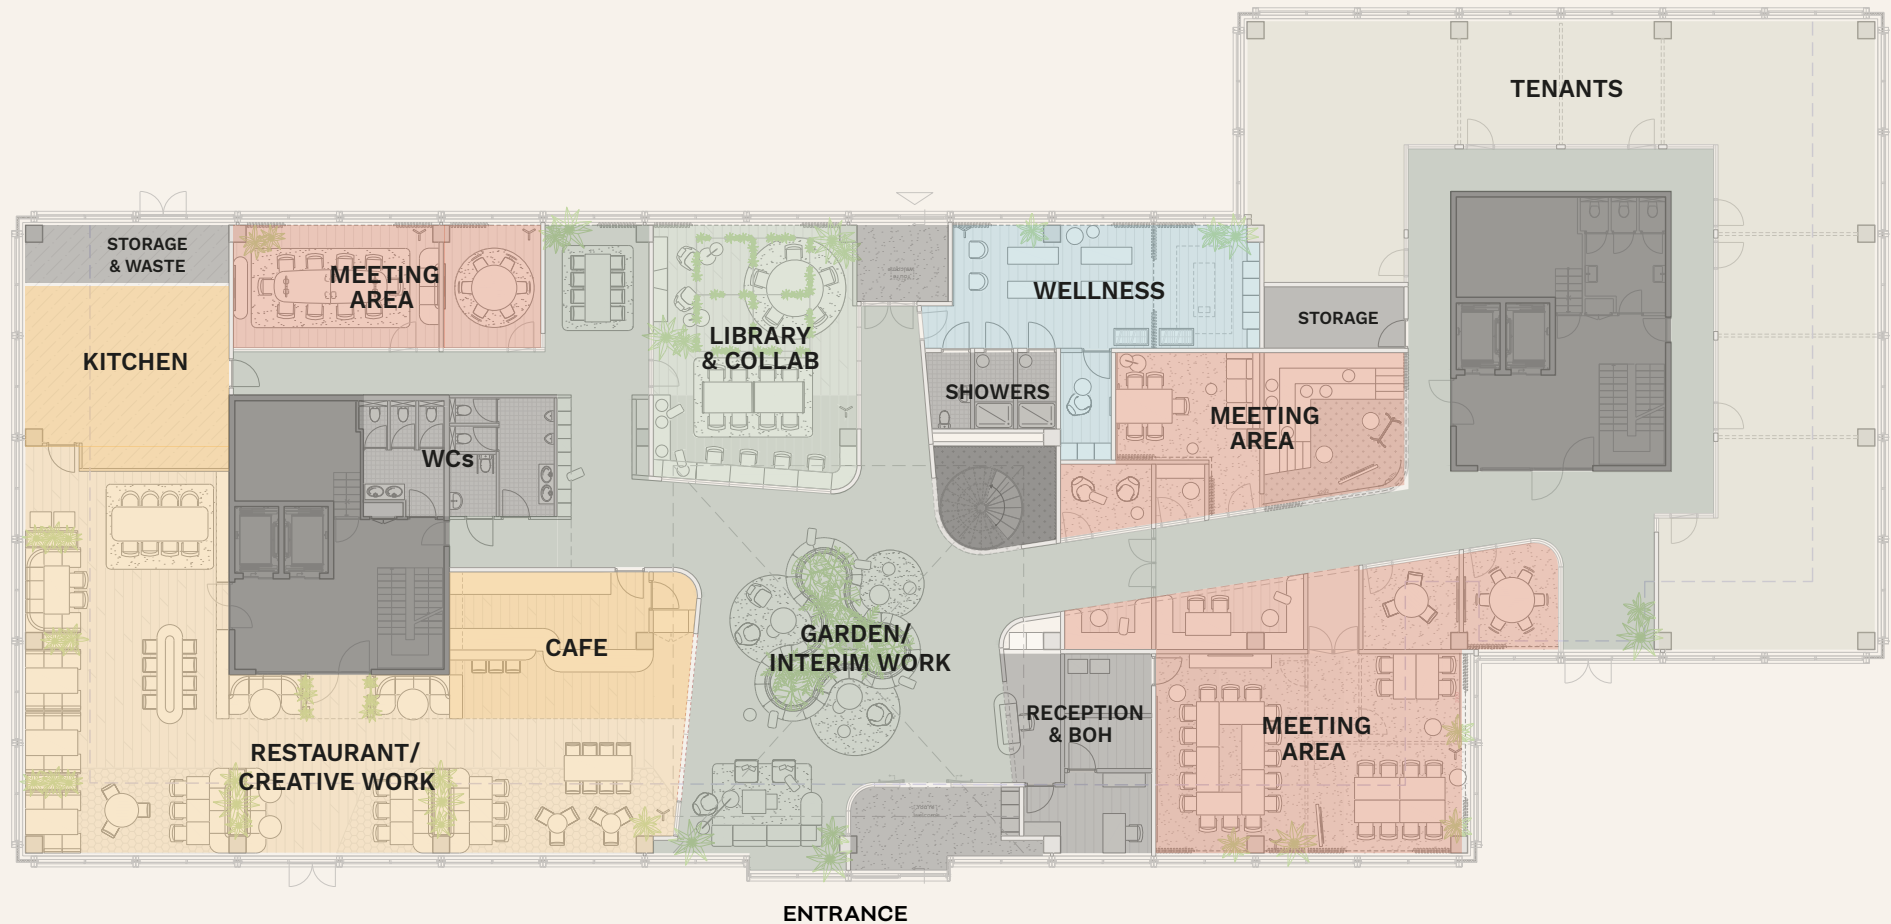 TENANTS
STORAGE
& WASTE
MEETING
AREA
KITCHEN
LIBRARY
& COLLAB
WELLNESS
STORAGE
SHOWERS
MEETING
AREA
WCs
CAFE
GARDEN/
INTERIM WORK
RECEPTION
& BOH
MEETING
AREA
RESTAURANT/
CREATIVE WORK
ENTRANCE